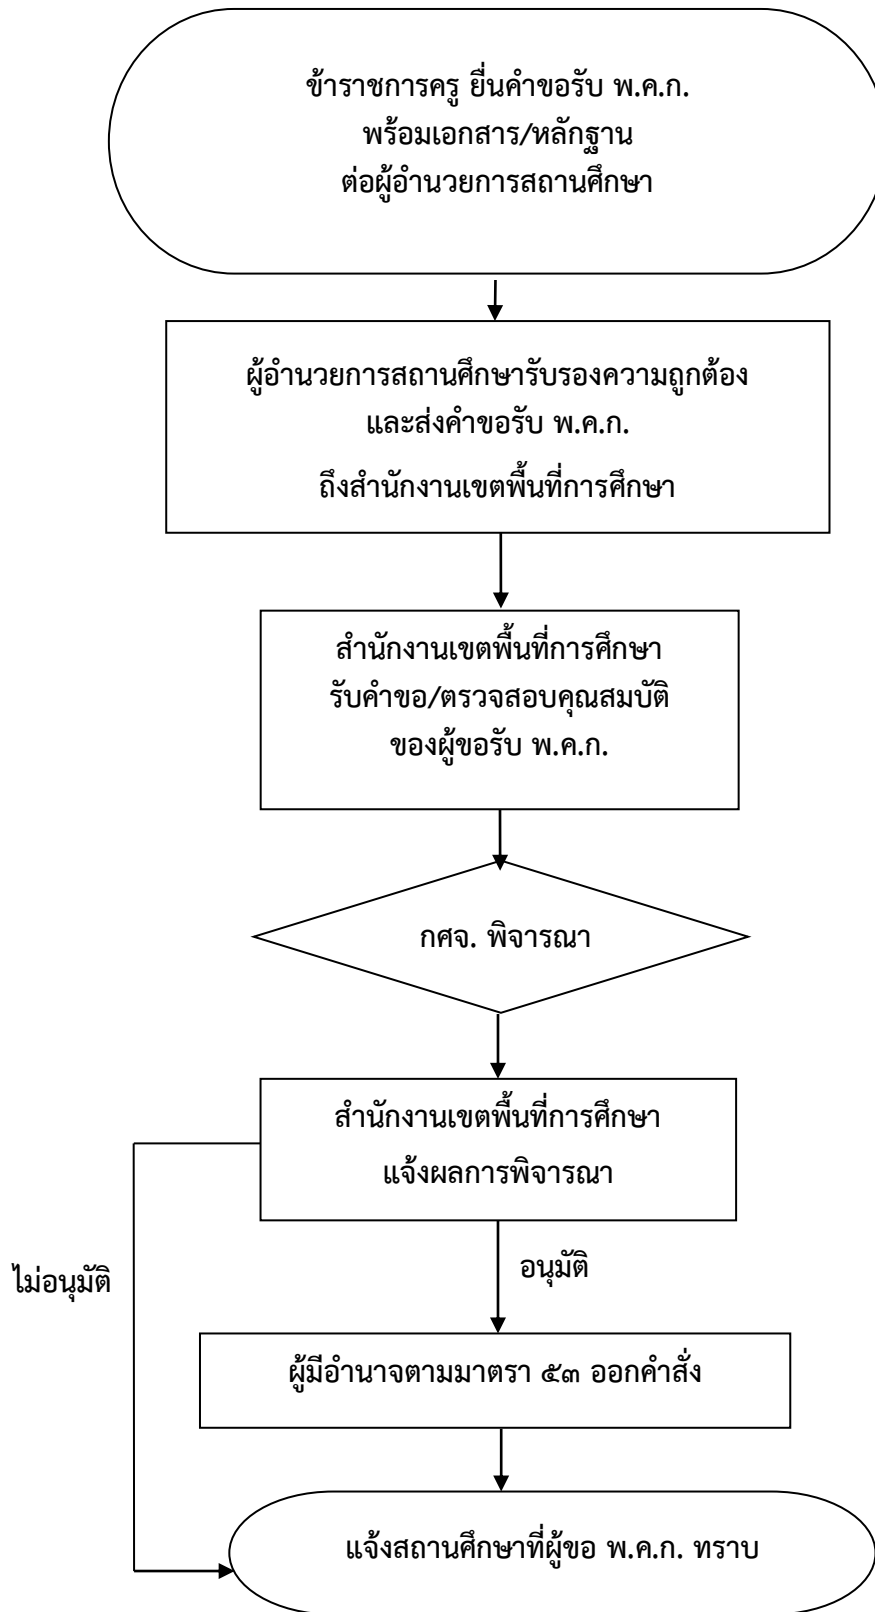 ข้าราชการครู ยื่นคำขอรับ พ.ค.ก.
พร้อมเอกสาร/หลักฐาน
ต่อผู้อำนวยการสถานศึกษา
ผู้อำนวยการสถานศึกษารับรองความถูกต้อง
และส่งคำขอรับ พ.ค.ก.
ถึงสำนักงานเขตพื้นที่การศึกษา
สำนักงานเขตพื้นที่การศึกษา
รับคำขอ/ตรวจสอบคุณสมบัติ
ของผู้ขอรับ พ.ค.ก.
กศจ. พิจารณา
สำนักงานเขตพื้นที่การศึกษา
แจ้งผลการพิจารณา
ไม่อนุมัติ
อนุมัติ
ผู้มีอำนาจตามมาตรา ๕๓ ออกคำสั่ง
แจ้งสถานศึกษาที่ผู้ขอ พ.ค.ก. ทราบ